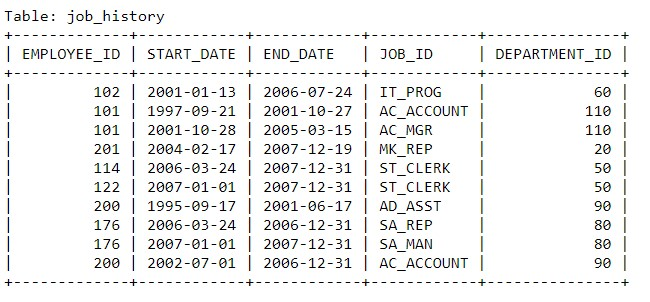 Table: job_history
+-------------+------------+------------+------------+---------------+
| EMPLOYEE_ID | START_DATE | END_DATE   | JOB_ID     | DEPARTMENT_ID |
+-------------+------------+------------+------------+---------------+
|         102 | 2001-01-13 | 2006-07-24 | IT_PROG    |            60 |
|         101 | 1997-09-21 | 2001-10-27 | AC_ACCOUNT |           110 |
|         101 | 2001-10-28 | 2005-03-15 | AC_MGR     |           110 |
|         201 | 2004-02-17 | 2007-12-19 | MK_REP     |            20 |
|         114 | 2006-03-24 | 2007-12-31 | ST_CLERK   |            50 |
|         122 | 2007-01-01 | 2007-12-31 | ST_CLERK   |            50 |
|         200 | 1995-09-17 | 2001-06-17 | AD_ASST    |            90 |
|         176 | 2006-03-24 | 2006-12-31 | SA_REP     |            80 |
|         176 | 2007-01-01 | 2007-12-31 | SA_MAN     |            80 |
|         200 | 2002-07-01 | 2006-12-31 | AC_ACCOUNT |            90 |
+-------------+------------+------------+------------+---------------+